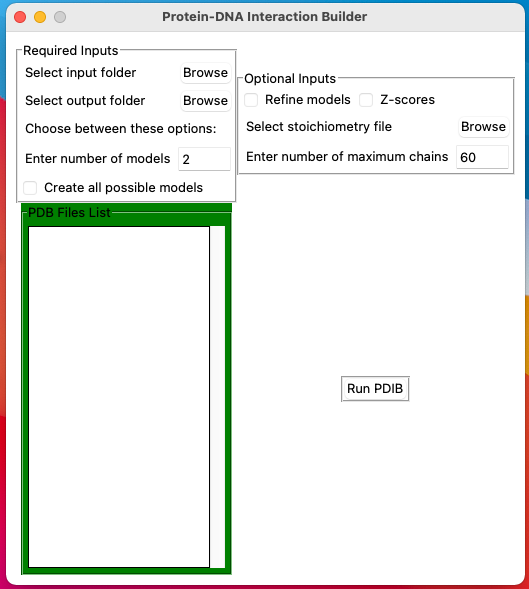 Protein-DNA Interaction Builder
Required Inputs
Select input folder Browse
Select output folder Browse
Choose between these options:
Enter number of models 2
Create all possible models
Optional Inputs
Refine models Z-scores
Select stoichiometry file Browse
Enter number of maximum chains 60
PDB Files List
Run PDIB